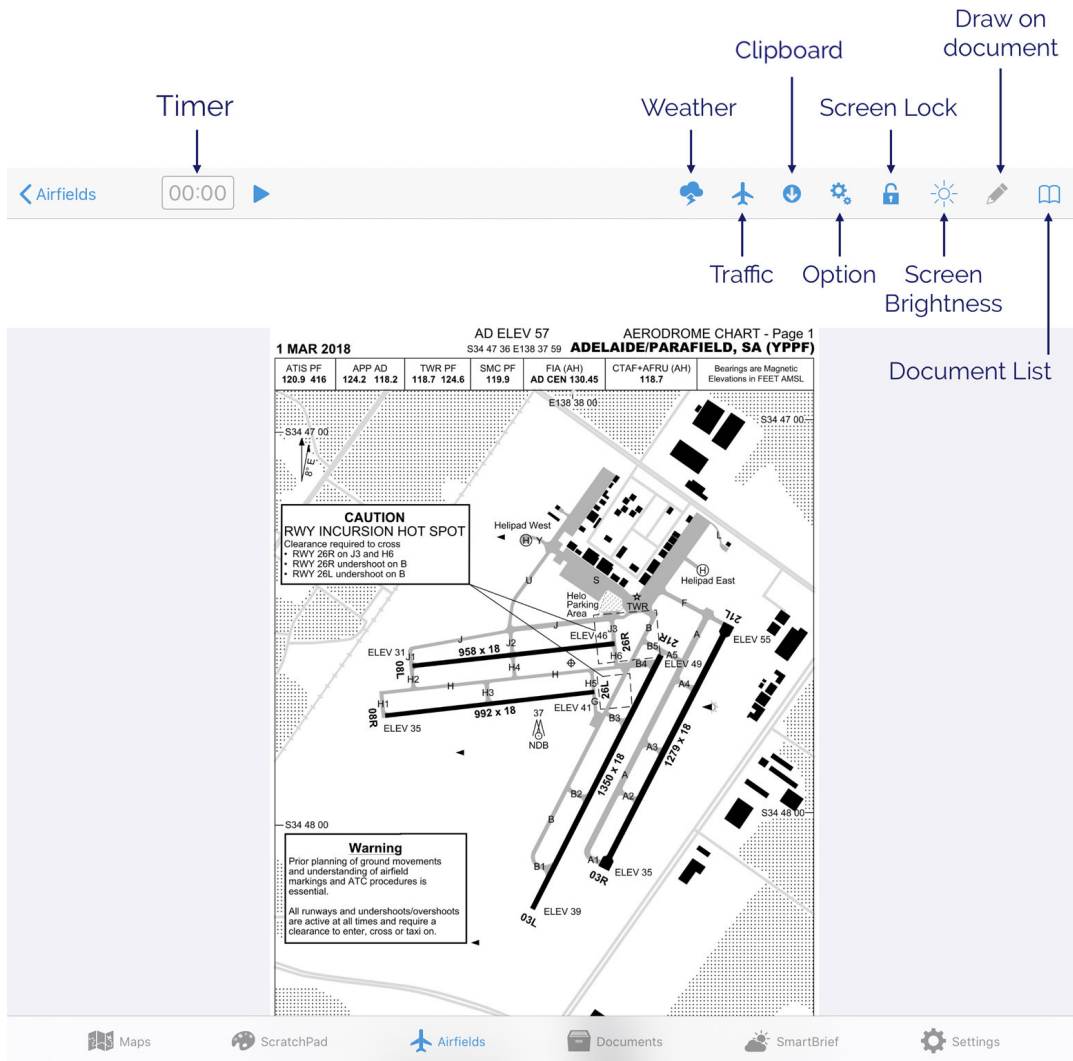 Draw on
document
Clipboard
Timer
Weather
Screen Lock
Airfields
00:00
Traffic
Option
Screen
Brightness
Document List
AD ELEV 57
AERODROME CHART - Page 1
1 MAR 2018
S34 47 36 E138 37 59
ADELAIDE/PARAFIELD, SA (YPPF)
ATIS PF
120.9 416
APP AD
124.2 118.2
TWR PF
118.7 124.6
SMC PF
119.9
FIA (AH)
AD CEN 130.45
CTAF+AFRU (AH)
118.7
Bearings are Magnetic
Elevations in FEET AMSL
E138 38 00
S34 47 00
S34 47 00
8° E
CAUTION
RWY INCURSION HOT SPOT
Clearance required to cross
• RWY 26R on J3 and H6
• RWY 26R undershoot on B
• RWY 26L undershoot on B
Helipad West
H
Y
L
H
Helipad East
U
S
Helo
Parking
Area
TWR
F
21L
J
J
J3
B
A
ELEV 55
ELEV 46
26R
21R
J2
B5
A5
ELEV 31
J1
958 x 18
H6
B4
ELEV 49
08L
H4
H2
H
H
H5
26L
A4
H3
H1
G
08R
992 x 18
ELEV 41
B3
ELEV 35
37
NDB
A3
1350 x 18
1279 x 18
A
B2
A2
B
S34 48 00
S34 48 00
B1
A1
03R
ELEV 35
03L
ELEV 39
Warning
Prior planning of ground movements
and understanding of airfield
markings and ATC procedures is
essential.
All runways and undershoots/overshoots
are active at all times and require a
clearance to enter, cross or taxi on.
Maps
ScratchPad
Airfields
Documents
SmartBrief
Settings